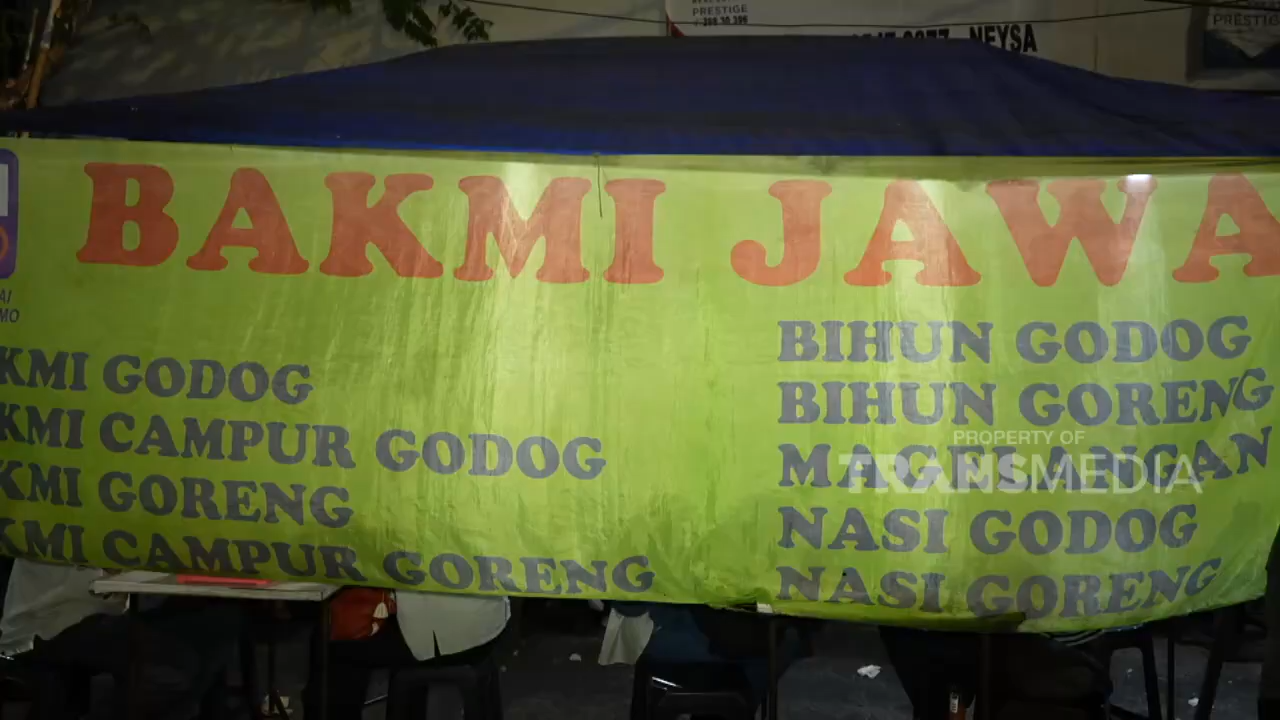 PRESTIGE
NEYSA
BAKMI JAWA
KMI GODOG
KMI CAMPUR GODOG
KMI GORENG
KMI CAMPUR GORENG
BIHUN GODOG
BIHUN GORENG
MAGELANGAN
NASI GODOG
NASI GORENG
PROPERTY OF
TRANSMEDIA